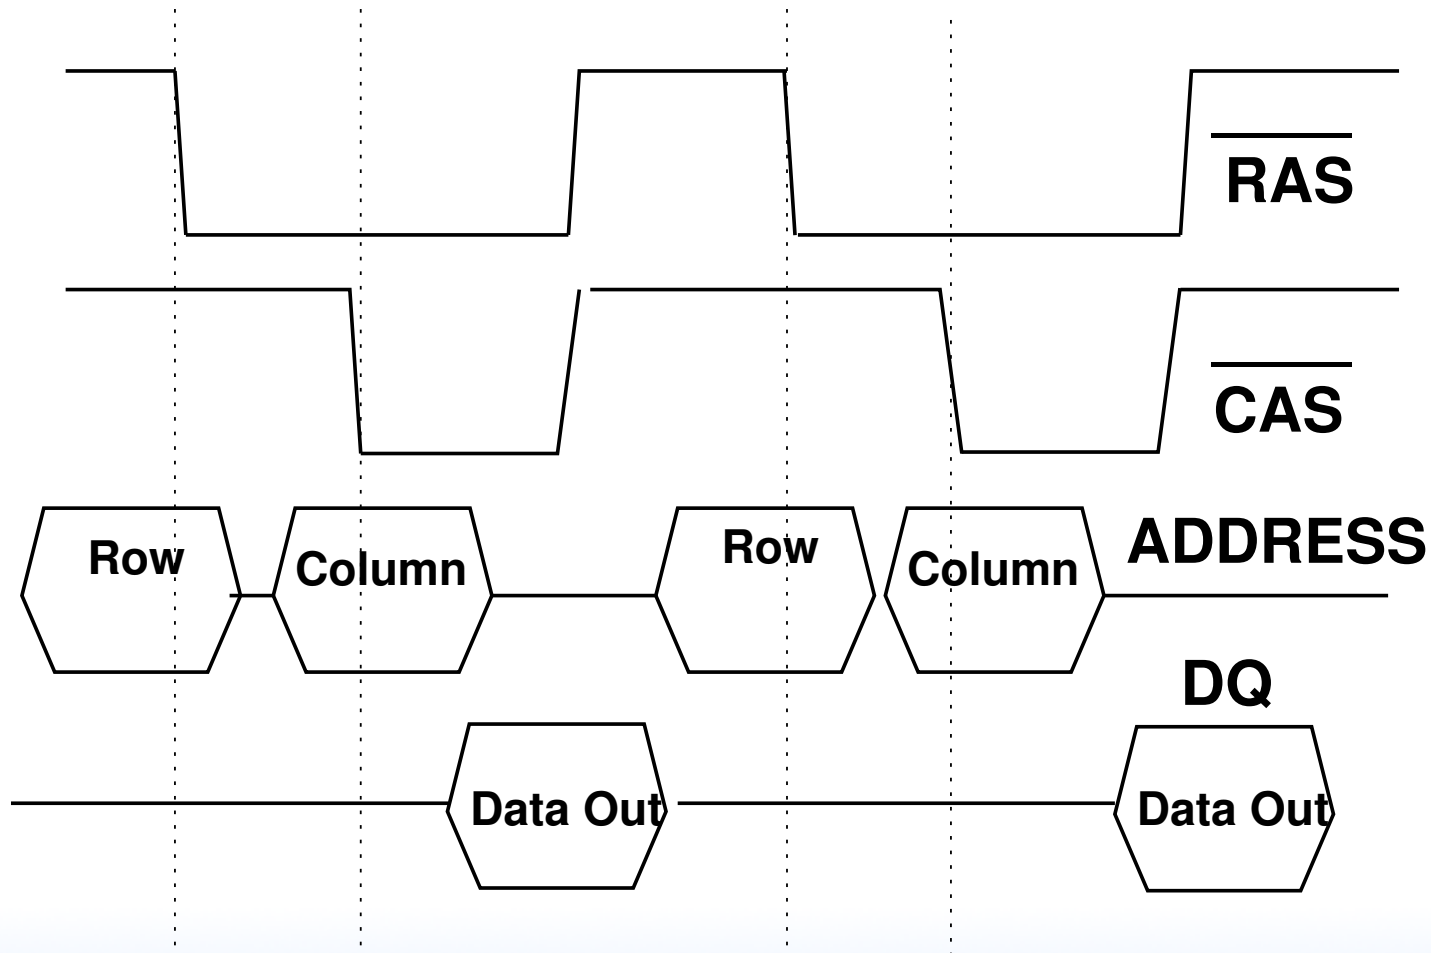 RAS
CAS
ADDRESS
Row
Column
Row
Column
DQ
Data Out
Data Out